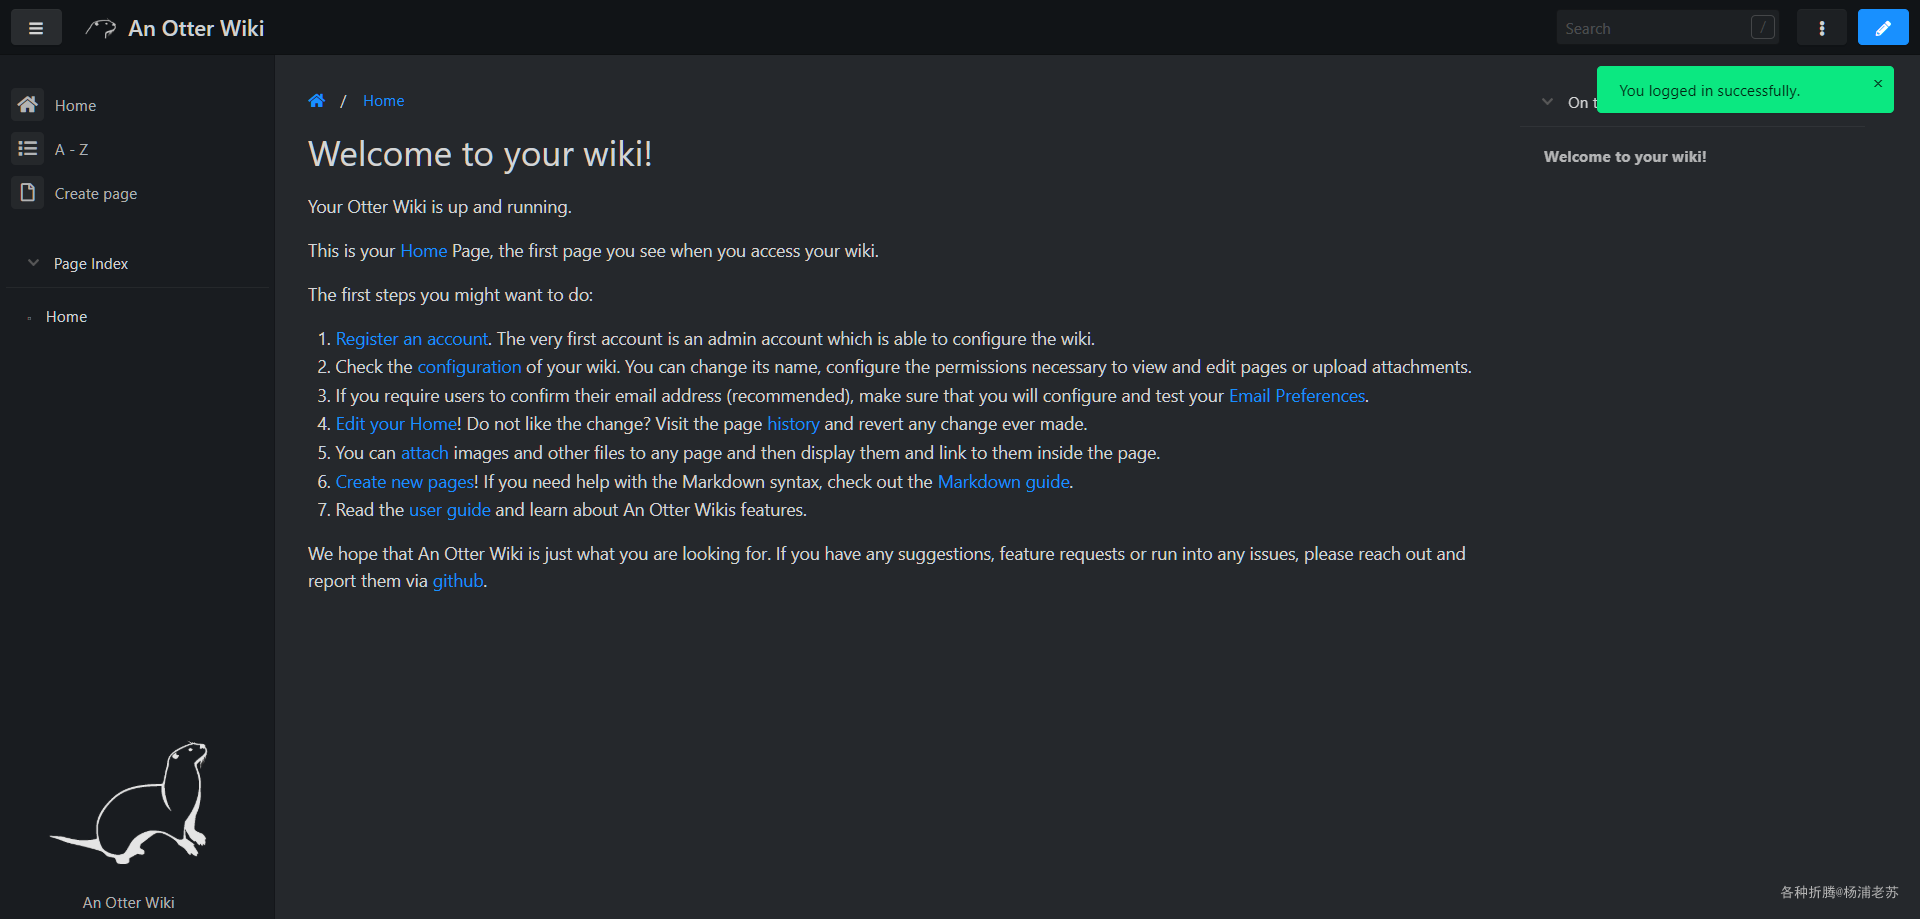 An Otter Wiki
Search /
Home
A - Z
Create page
Page Index
Home
/ Home
Welcome to your wiki!
Your Otter Wiki is up and running.
This is your Home Page, the first page you see when you access your wiki.
The first steps you might want to do:
1. Register an account. The very first account is an admin account which is able to configure the wiki.
2. Check the configuration of your wiki. You can change its name, configure the permissions necessary to view and edit pages or upload attachments.
3. If you require users to confirm their email address (recommended), make sure that you will configure and test your Email Preferences.
4. Edit your Home! Do not like the change? Visit the page history and revert any change ever made.
5. You can attach images and other files to any page and then display them and link to them inside the page.
6. Create new pages! If you need help with the Markdown syntax, check out the Markdown guide.
7. Read the user guide and learn about An Otter Wikis features.
We hope that An Otter Wiki is just what you are looking for. If you have any suggestions, feature requests or run into any issues, please reach out and
report them via github.
On t
You logged in successfully. ×
Welcome to your wiki!
An Otter Wiki
各种折腾@杨浦老苏